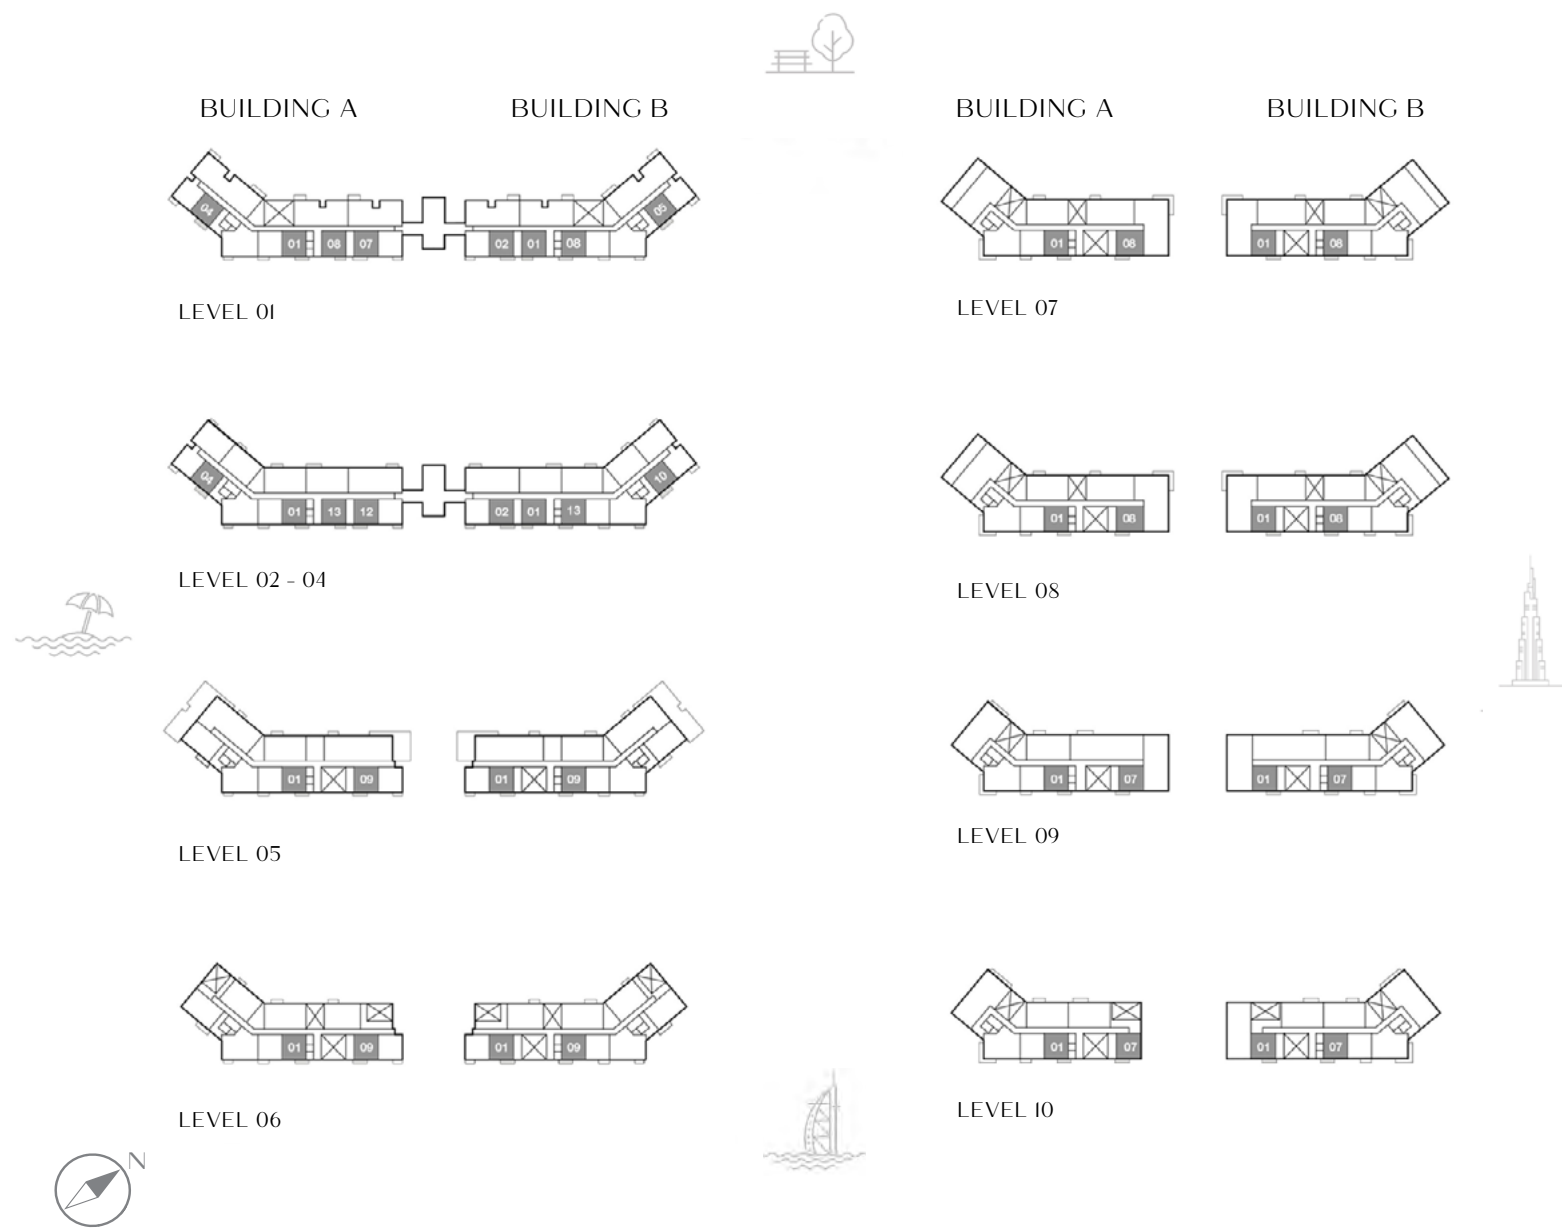 BUILDING A BUILDING B
04 05
01 08 07 02 01 08
LEVEL 01
04 10
01 13 12 02 01 13
LEVEL 02 - 04
01 09 01 09
LEVEL 05
01 09 01 09
LEVEL 06
BUILDING A BUILDING B
01 08 01 08
LEVEL 07
01 08 01 08
LEVEL 08
01 07 01 07
LEVEL 09
01 07 01 07
LEVEL 10
N